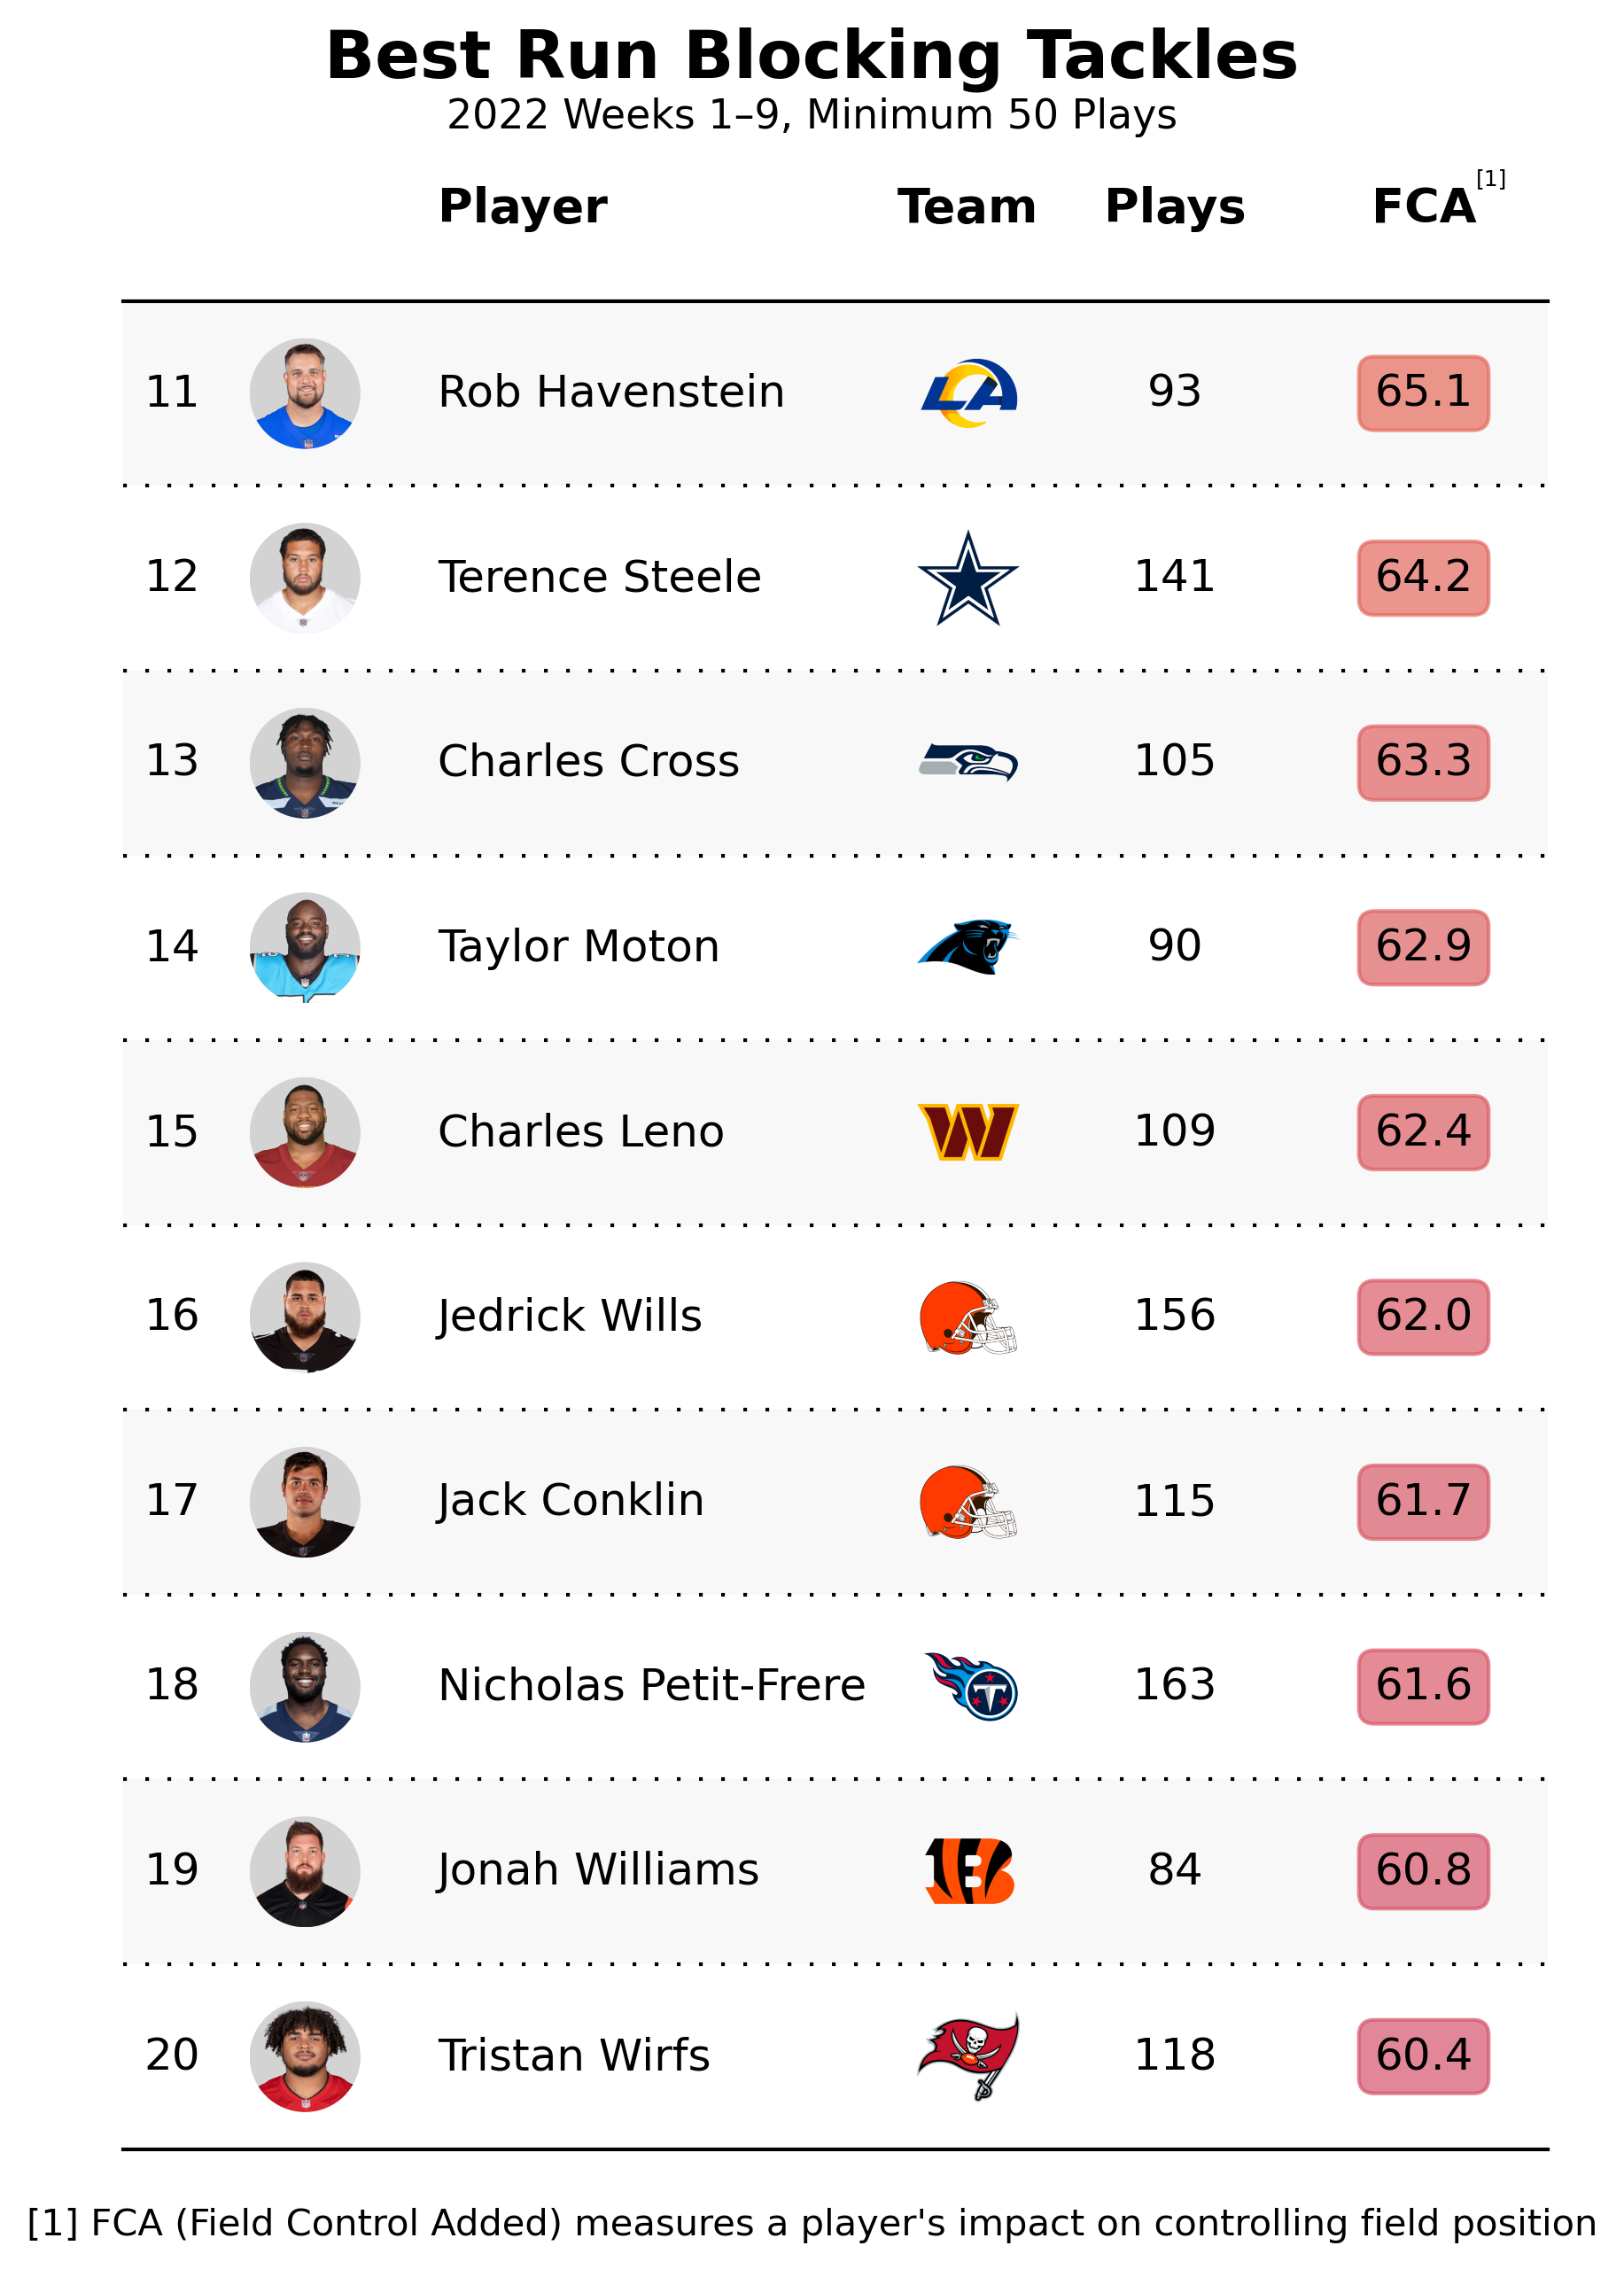 Best Run Blocking Tackles
2022 Weeks 1–9, Minimum 50 Plays
Player Team Plays FCA[1]
11 Rob Havenstein LA 93 65.1
12 Terence Steele 141 64.2
13 Charles Cross 105 63.3
14 Taylor Moton 90 62.9
15 Charles Leno W 109 62.4
16 Jedrick Wills 156 62.0
17 Jack Conklin 115 61.7
18 Nicholas Petit-Frere T 163 61.6
19 Jonah Williams B 84 60.8
20 Tristan Wirfs 118 60.4
[1] FCA (Field Control Added) measures a player's impact on controlling field position